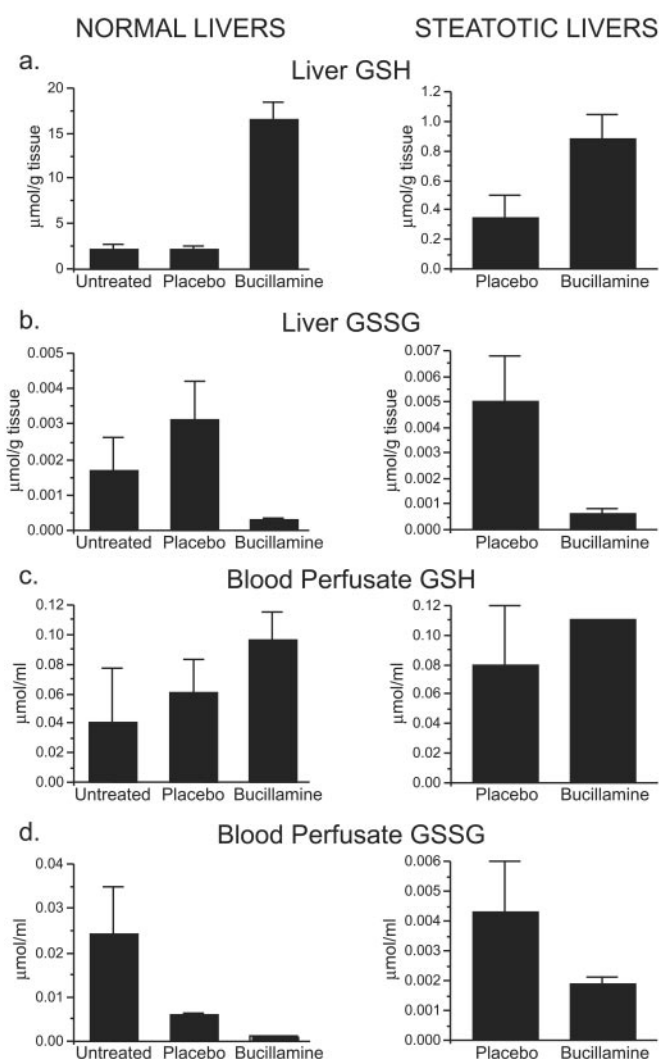 NORMAL LIVERS STEATOTIC LIVERS
a.
Liver GSH
20
15
10
5
0
μmol/g tissue
Untreated Placebo Bucillamine
1.2
1.0
0.8
0.6
0.4
0.2
0.0
μmol/g tissue
Placebo Bucillamine
b.
Liver GSSG
0.005
0.004
0.003
0.002
0.001
0.000
μmol/g tissue
Untreated Placebo Bucillamine
0.007
0.006
0.005
0.004
0.003
0.002
0.001
0.000
μmol/g tissue
Placebo Bucillamine
c.
Blood Perfusate GSH
0.12
0.10
0.08
0.06
0.04
0.02
0.00
μmol/ml
Untreated Placebo Bucillamine
0.12
0.10
0.08
0.06
0.04
0.02
0.00
μmol/ml
Placebo Bucillamine
d.
Blood Perfusate GSSG
0.04
0.03
0.02
0.01
0.00
μmol/ml
Untreated Placebo Bucillamine
0.006
0.005
0.004
0.003
0.002
0.001
0.000
μmol/ml
Placebo Bucillamine